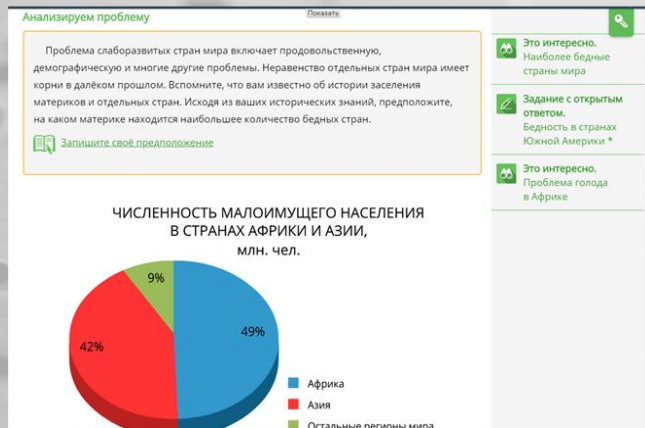 Анализируем проблему
Показать
Проблема слаборазвитых стран мира включает продовольственную,
демографическую и многие другие проблемы. Неравенство отдельных стран мира имеет
корни в далёком прошлом. Вспомните, что вам известно об истории заселения
материков и отдельных стран. Исходя из ваших исторических знаний, предположите,
на каком материке находится наибольшее количество бедных стран.
Запишите своё предположение
Это интересно.
Наиболее бедные
страны мира
Задание с открытым
ответом.
Бедность в странах
Южной Америки *
Это интересно.
Проблема голода
в Африке
ЧИСЛЕННОСТЬ МАЛОИМУЩЕГО НАСЕЛЕНИЯ
В СТРАНАХ АФРИКИ И АЗИИ,
млн. чел.
9%
49%
42%
Африка
Азия
Остальные регионы мира